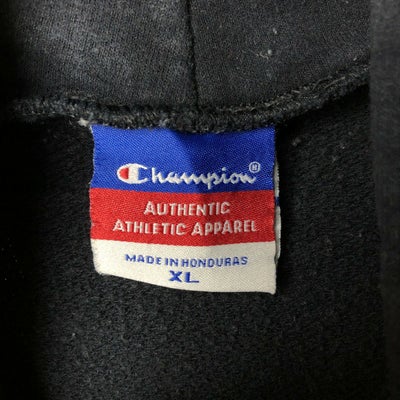 Champion®
AUTHENTIC
ATHLETIC APPAREL
MADE IN HONDURAS
XL